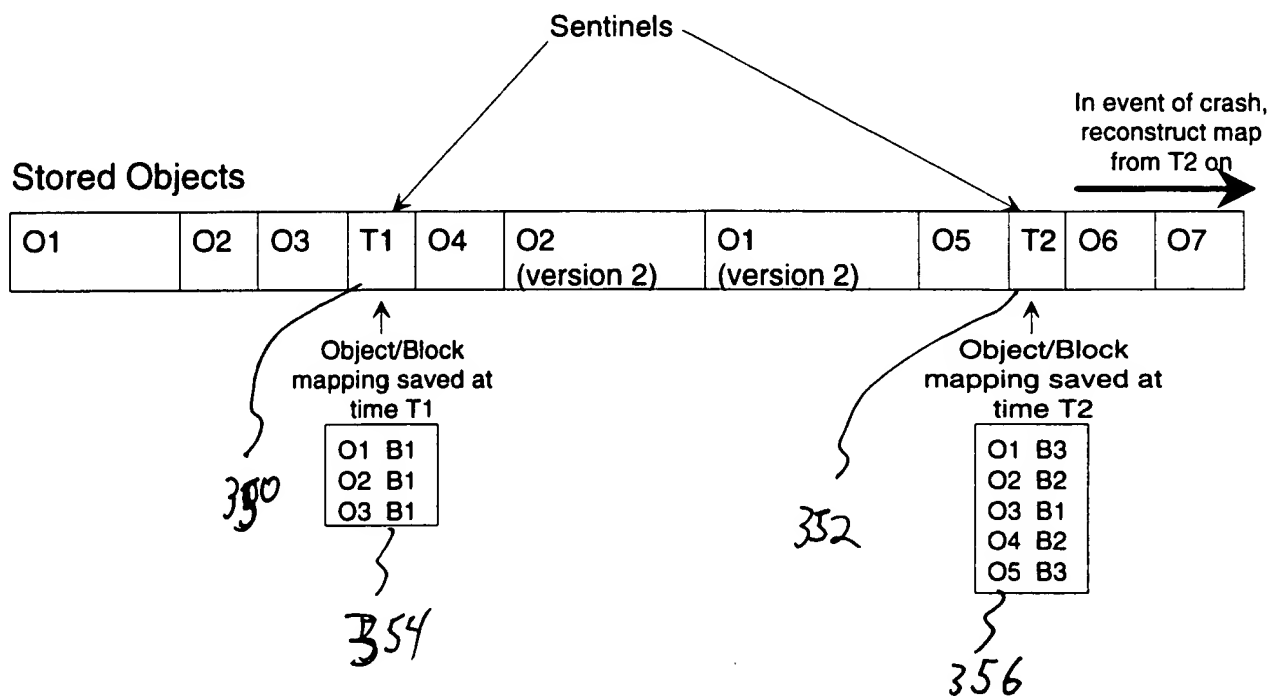 Sentinels
In event of crash,
reconstruct map
from T2 on
Stored Objects
O1 O2 O3 T1 O4 O2 O1 O5 T2 O6 O7
(version 2) (version 2)
Object/Block
mapping saved at
time T1
O1 B1
O2 B1
O3 B1
350
354
Object/Block
mapping saved at
time T2
O1 B3
O2 B2
O3 B1
O4 B2
O5 B3
352
356